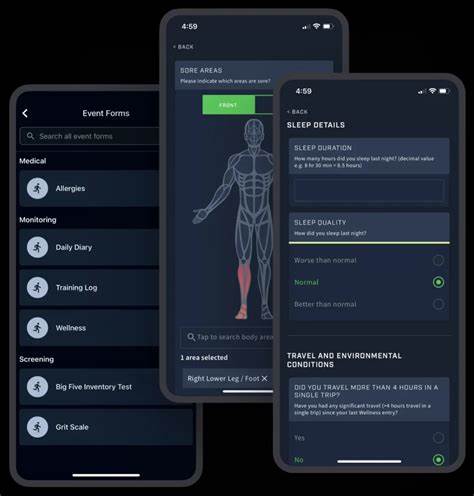 Event Forms
Search all event forms
Medical
Allergies
Monitoring
Daily Diary
Training Log
Wellness
Screening
Big Five Inventory Test
Grit Scale
4:59
BACK
SORE AREAS
Please indicate which areas are sore?
FRONT
Tap to search body area
1 area selected
Right Lower Leg / Foot X
4:59
BACK
SLEEP DETAILS
SLEEP DURATION
How many hours did you sleep last night? (decimal value
e.g. 8 hr 30 min = 8.5 hours)
SLEEP QUALITY
How did you sleep last night?
Worse than normal
Normal
Better than normal
TRAVEL AND ENVIRONMENTAL
CONDITIONS
DID YOU TRAVEL MORE THAN 4 HOURS IN A
SINGLE TRIP?
Have you had any significant travel (>4 hours travel in a
single trip) since your last Wellness entry?
Yes
No